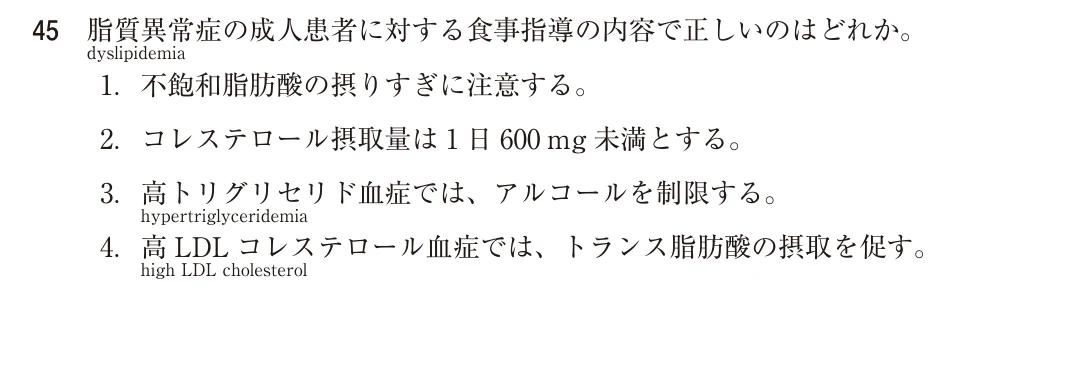 45 脂質異常症の成人患者に対する食事指導の内容で正しいのはどれか。
dyslipidemia
1. 不飽和脂肪酸の摂りすぎに注意する。
2. コレステロール摂取量は1日600 mg 未満とする。
3. 高トリグリセリド血症では、アルコールを制限する。
hypertriglyceridemia
4. 高 LDL コレステロール血症では、トランス脂肪酸の摂取を促す。
high LDL cholesterol